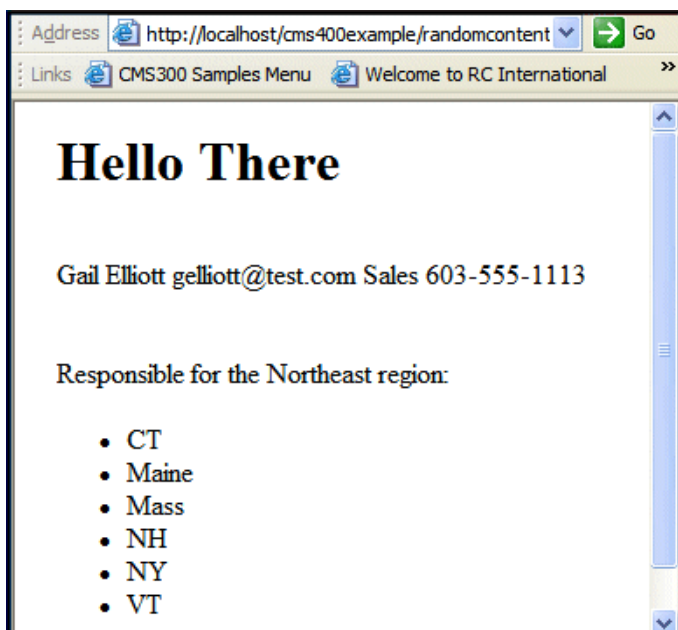 Address http://localhost/cms400example/randomcontent Go
Links CMS300 Samples Menu Welcome to RC International »
Hello There
Gail Elliott gelliott@test.com Sales 603-555-1113
Responsible for the Northeast region:
• CT
• Maine
• Mass
• NH
• NY
• VT